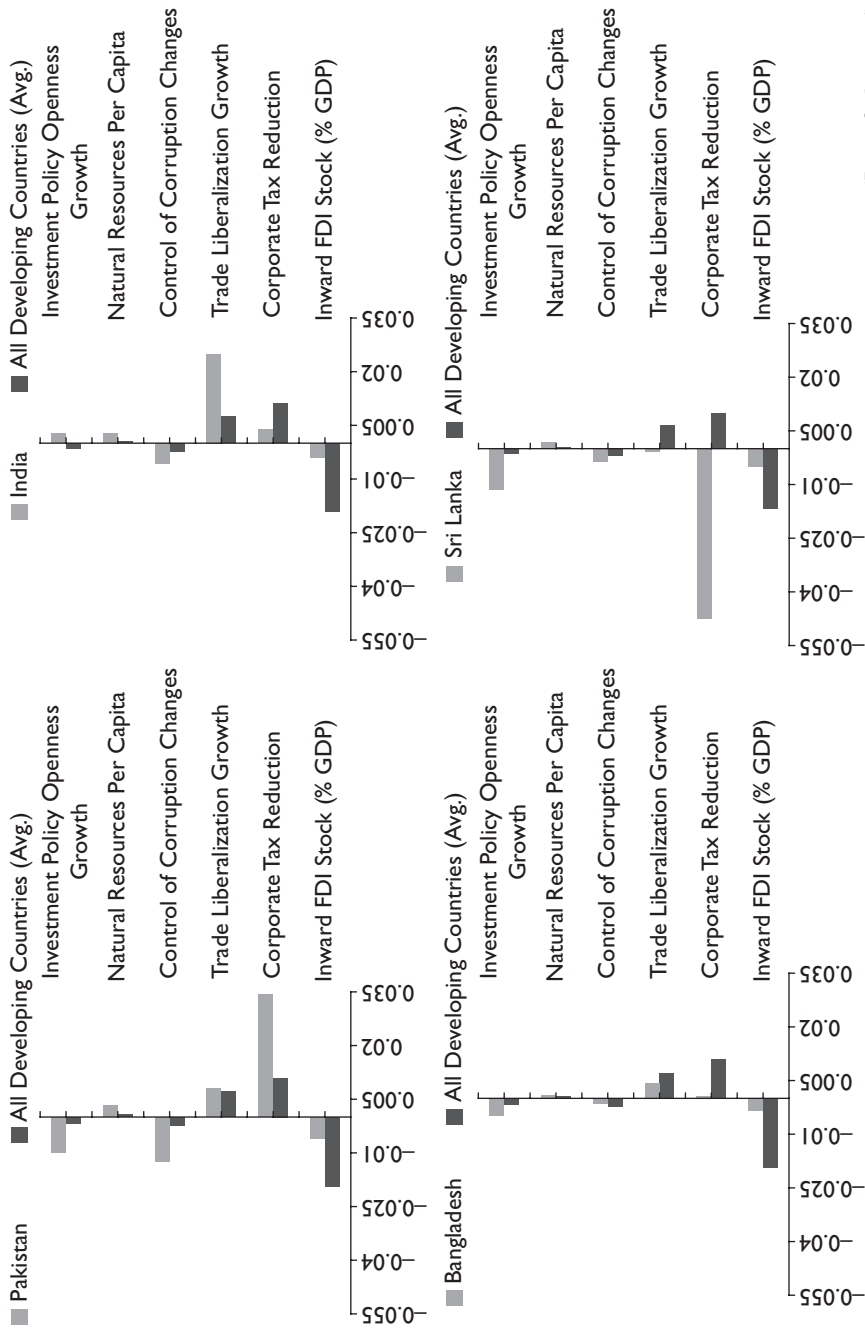 Pakistan
All Developing Countries (Avg.)
Investment Policy Openness
Growth
Natural Resources Per Capita
Control of Corruption Changes
Trade Liberalization Growth
Corporate Tax Reduction
Inward FDI Stock (% GDP)
–0.055
–0.04
–0.025
–0.01
0.005
0.02
0.035
India
All Developing Countries (Avg.)
Investment Policy Openness
Growth
Natural Resources Per Capita
Control of Corruption Changes
Trade Liberalization Growth
Corporate Tax Reduction
Inward FDI Stock (% GDP)
–0.055
–0.04
–0.025
–0.01
0.005
0.02
0.035
Bangladesh
All Developing Countries (Avg.)
Investment Policy Openness
Growth
Natural Resources Per Capita
Control of Corruption Changes
Trade Liberalization Growth
Corporate Tax Reduction
Inward FDI Stock (% GDP)
–0.055
–0.04
–0.025
–0.01
0.005
0.02
0.035
Sri Lanka
All Developing Countries (Avg.)
Investment Policy Openness
Growth
Natural Resources Per Capita
Control of Corruption Changes
Trade Liberalization Growth
Corporate Tax Reduction
Inward FDI Stock (% GDP)
–0.055
–0.04
–0.025
–0.01
0.005
0.02
0.035